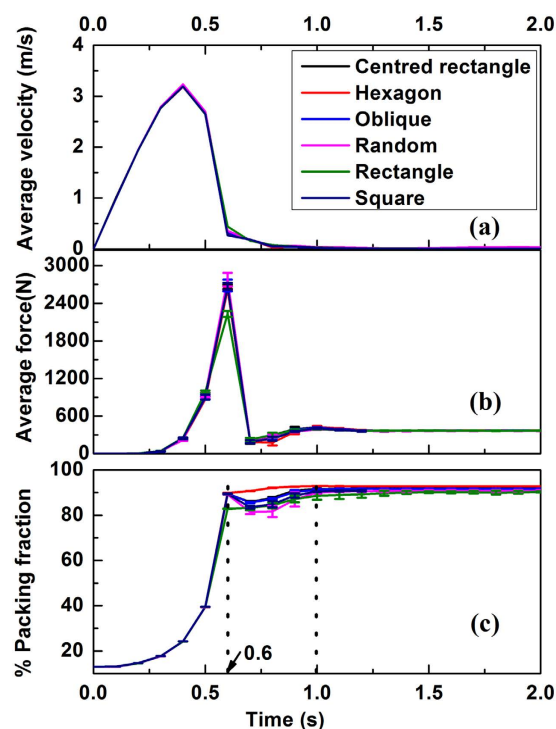 0.0 0.5 1.0 1.5 2.0
Average velocity (m/s)
4
3
2
1
0
Centred rectangle
Hexagon
Oblique
Random
Rectangle
Square
(a)
Average force(N)
3000
2400
1800
1200
600
0
(b)
% Packing fraction
100
80
60
40
20
(c)
0.6
0.0 0.5 1.0 1.5 2.0
Time (s)